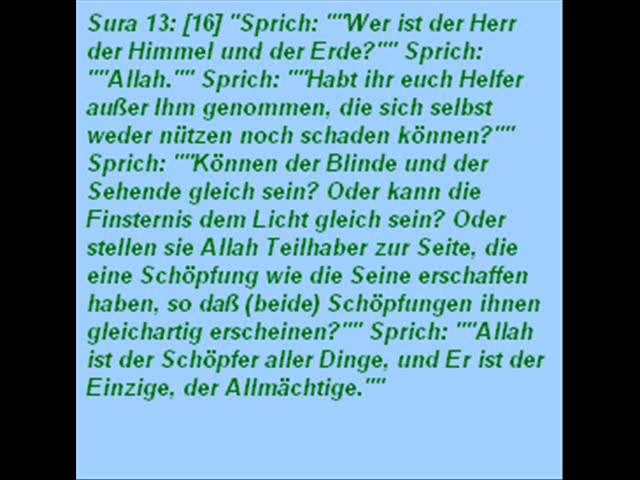 Sura 13: [16] "Sprich: ""Wer ist der Herr
der Himmel und der Erde?"" Sprich:
""Allah."" Sprich: ""Habt ihr euch Helfer
außer Ihm genommen, die sich selbst
weder nützen noch schaden können?""
Sprich: ""Können der Blinde und der
Sehende gleich sein? Oder kann die
Finsternis dem Licht gleich sein? Oder
stellen sie Allah Teilhaber zur Seite, die
eine Schöpfung wie die Seine erschaffen
haben, so daß (beide) Schöpfungen ihnen
gleichartig erscheinen?"" Sprich: ""Allah
ist der Schöpfer aller Dinge, und Er ist der
Einzige, der Allmächtige.""